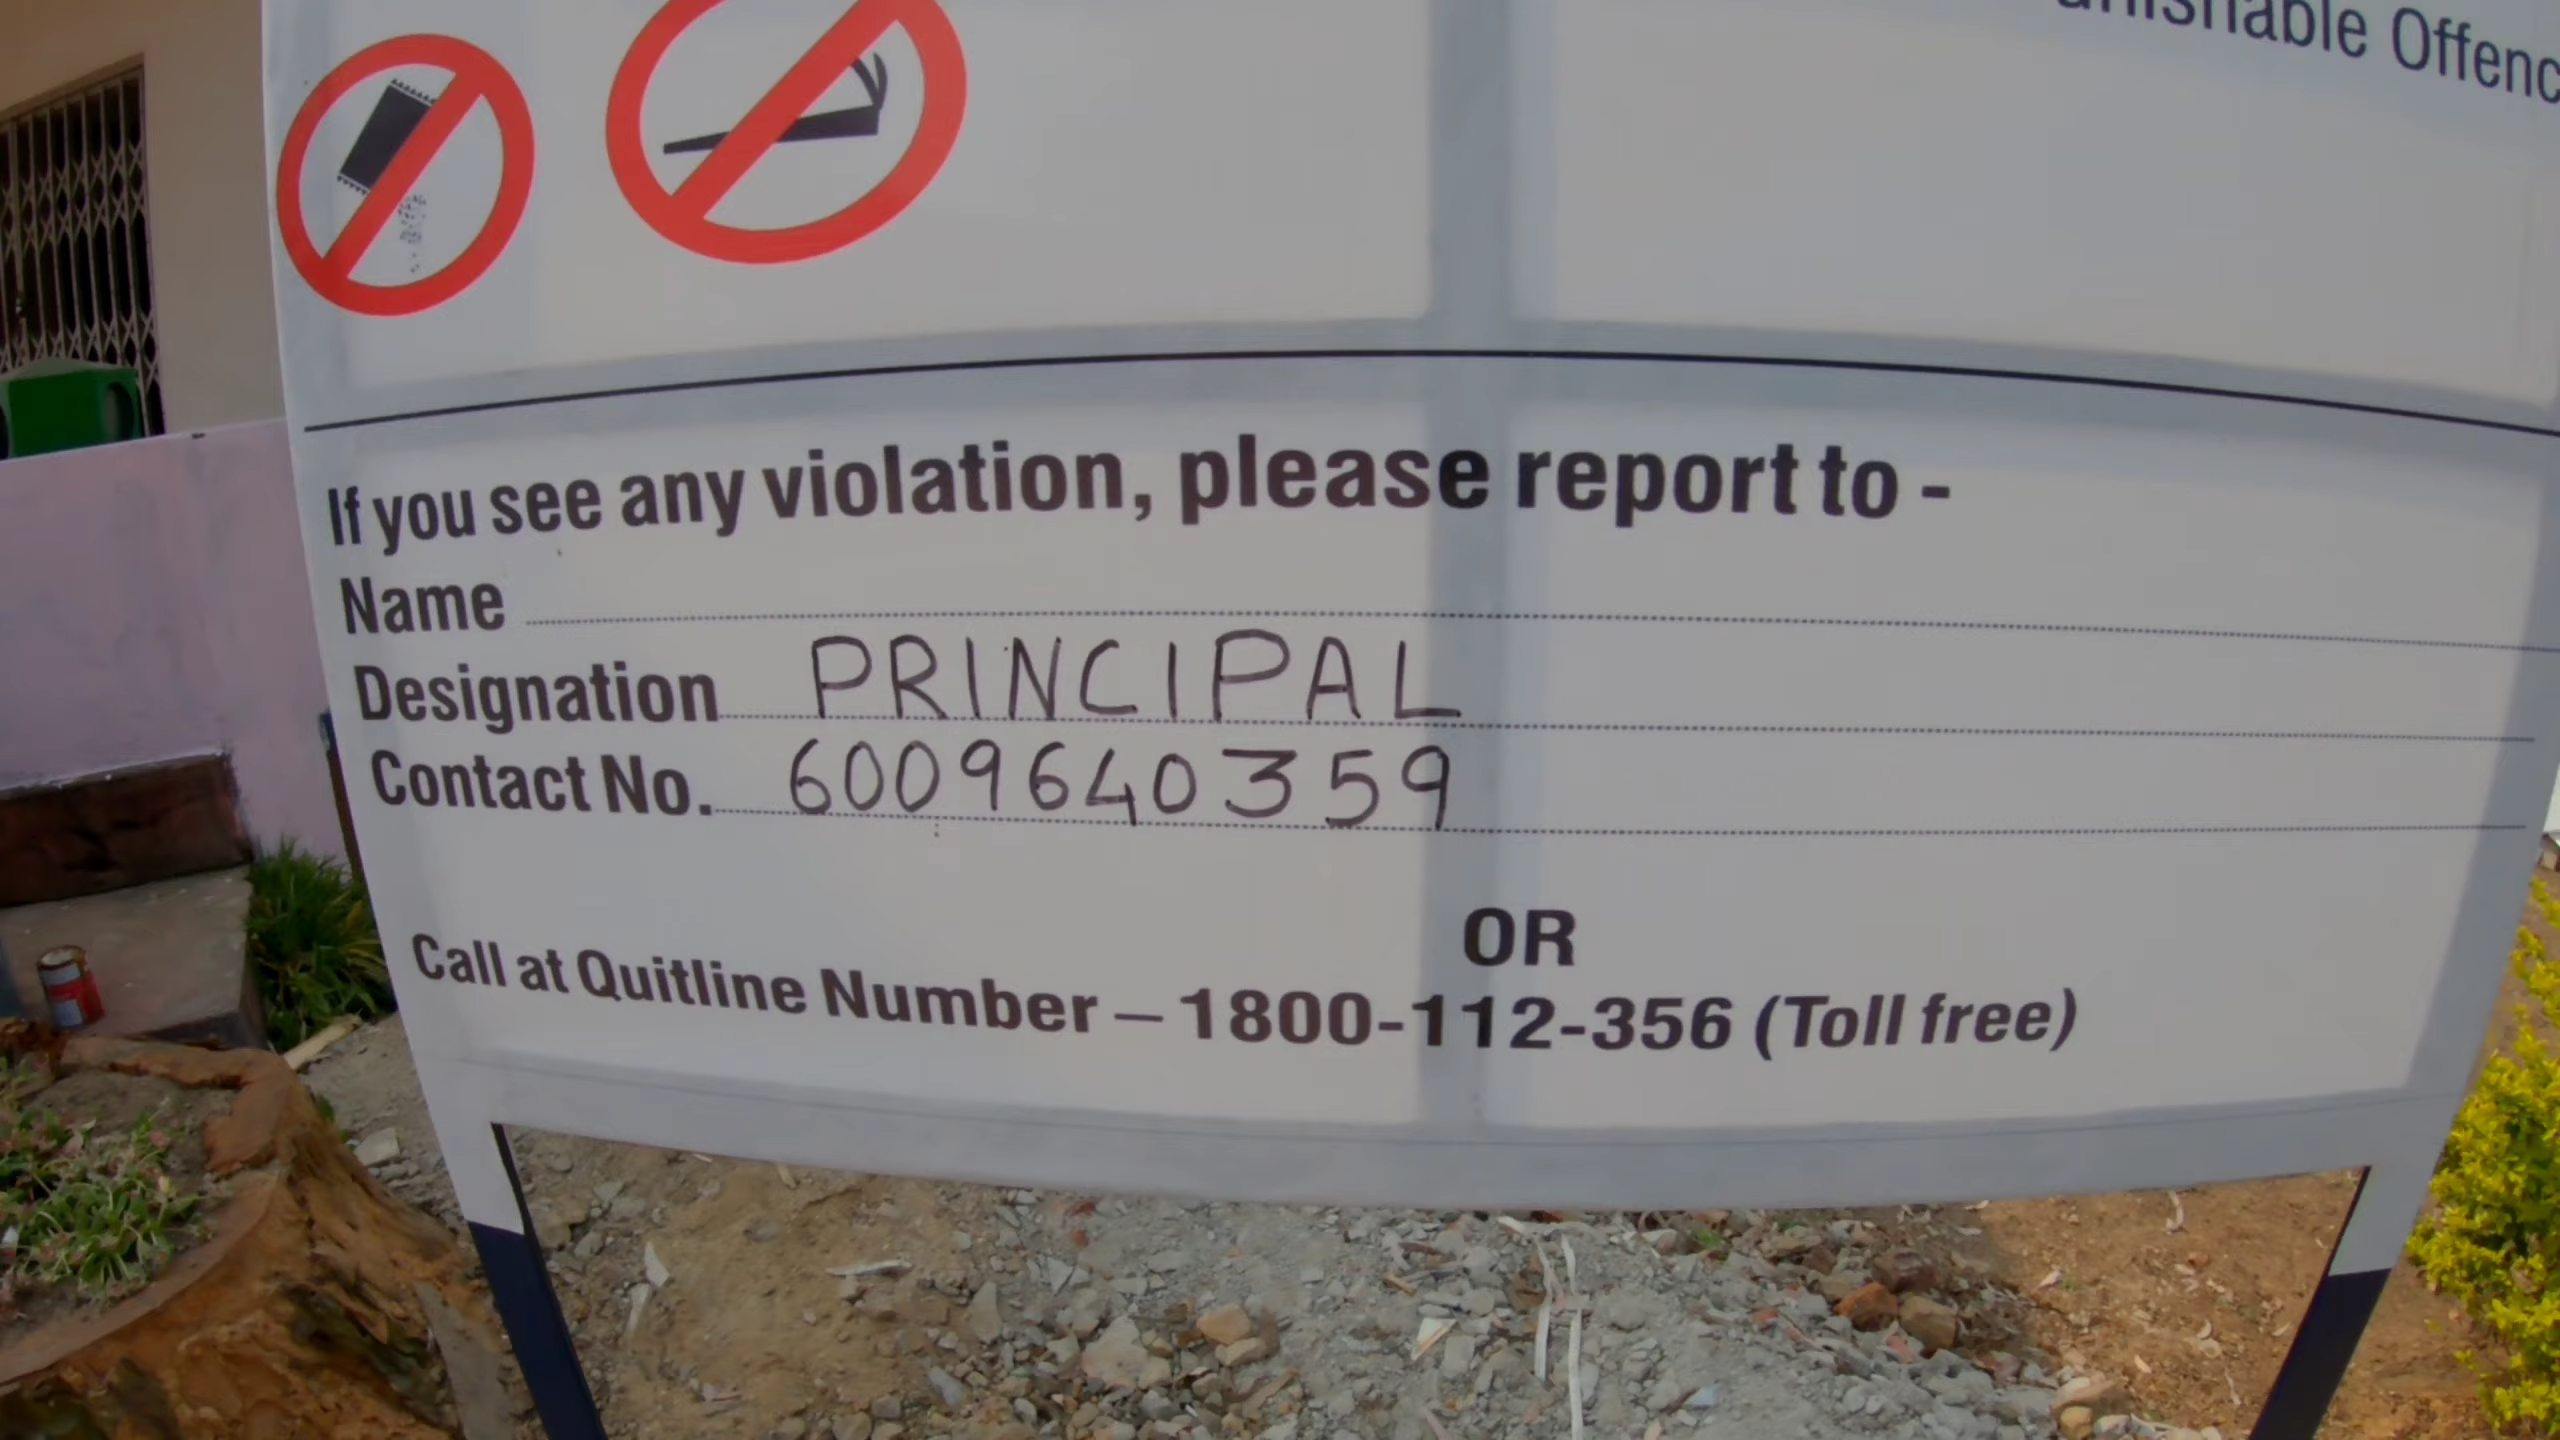 If you see any violation, please report to -
Name
Designation PRINCIPAL
Contact No. 6009640359
OR
Call at Quitline Number – 1800-112-356 (Toll free)